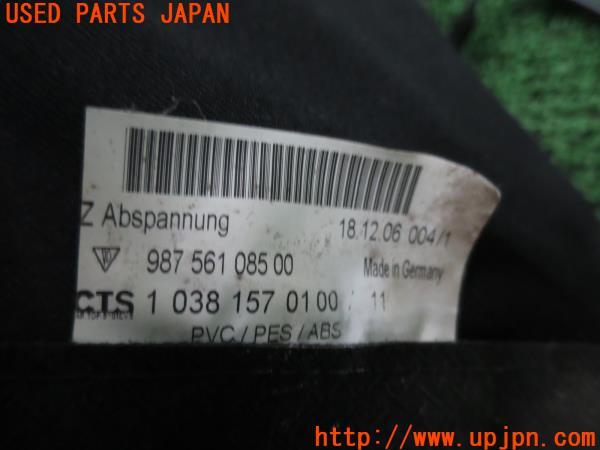 USED PARTS JAPAN
Z Abspannung
18.12.06 004/1
987 561 085 00
Made in Germany
CTS 1 038 157 01 00
11
PVC / PES / ABS
UPJ
http://www.upjpn.com/